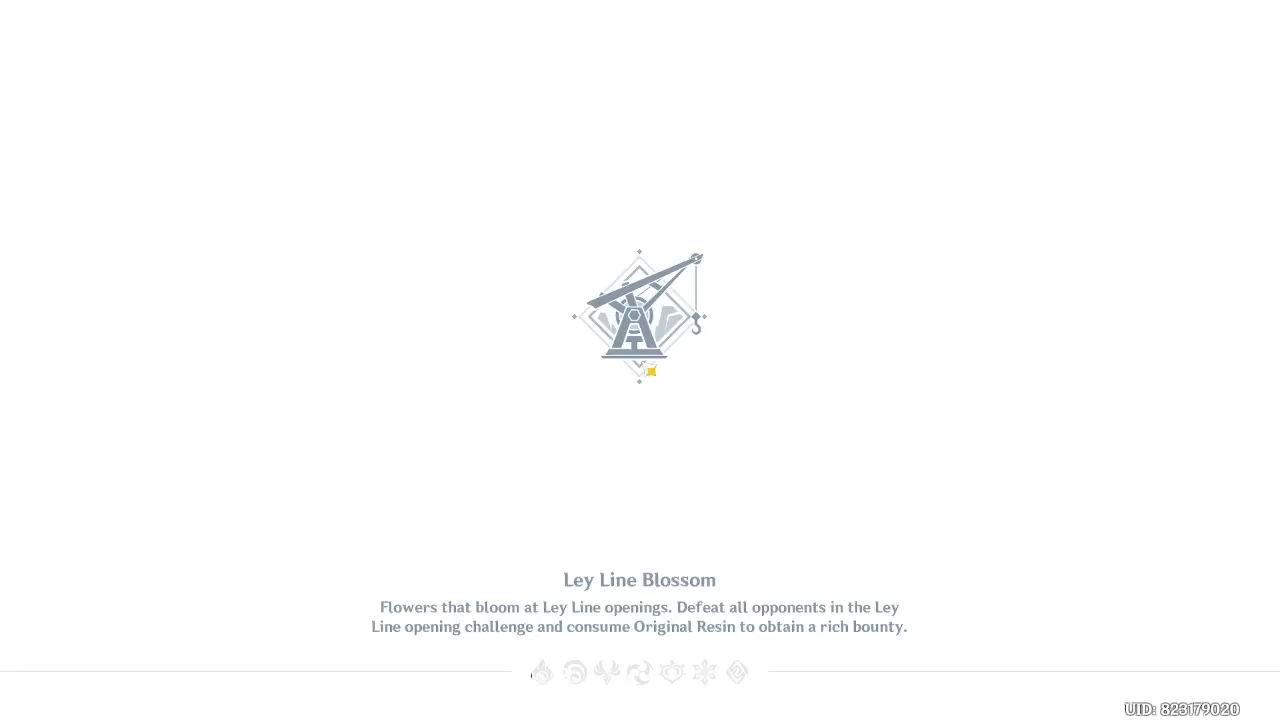 Ley Line Blossom
Flowers that bloom at Ley Line openings. Defeat all opponents in the Ley
Line opening challenge and consume Original Resin to obtain a rich bounty.
UID: 823179020